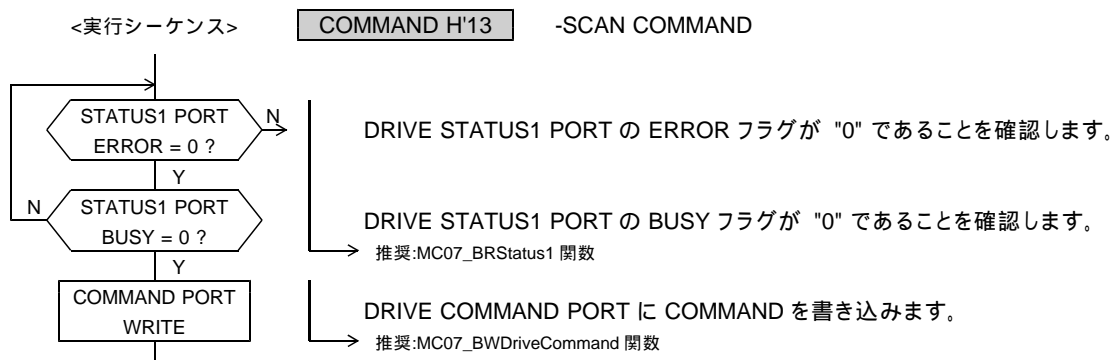 <実行シーケンス> COMMAND H'13 -SCAN COMMAND
STATUS1 PORT
ERROR = 0 ?
N
DRIVE STATUS1 PORT の ERROR フラグが "0" であることを確認します。
Y
N
STATUS1 PORT
BUSY = 0 ?
DRIVE STATUS1 PORT の BUSY フラグが "0" であることを確認します。
推奨:MC07_BRStatus1 関数
Y
COMMAND PORT
WRITE
DRIVE COMMAND PORT に COMMAND を書き込みます。
推奨:MC07_BWDriveCommand 関数